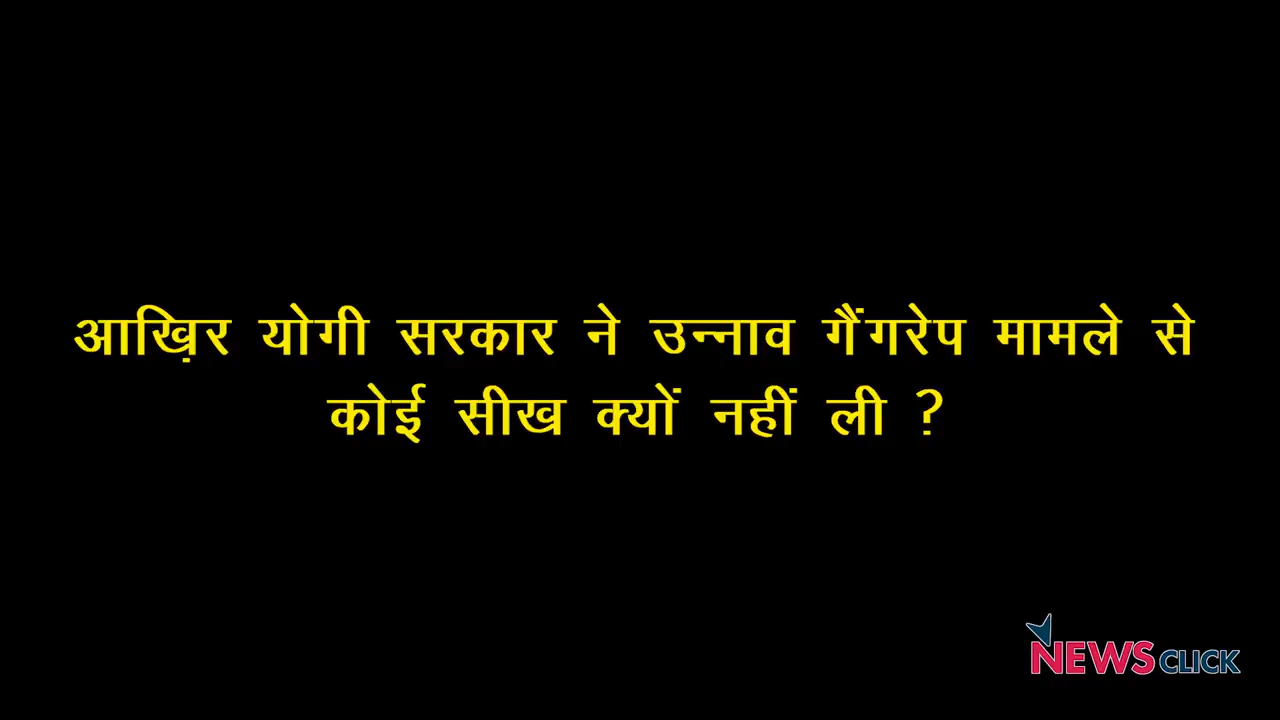 आख़िर योगी सरकार ने उन्नाव गैंगरेप मामले से
कोई सीख क्यों नहीं ली ?
NEWSCLICK